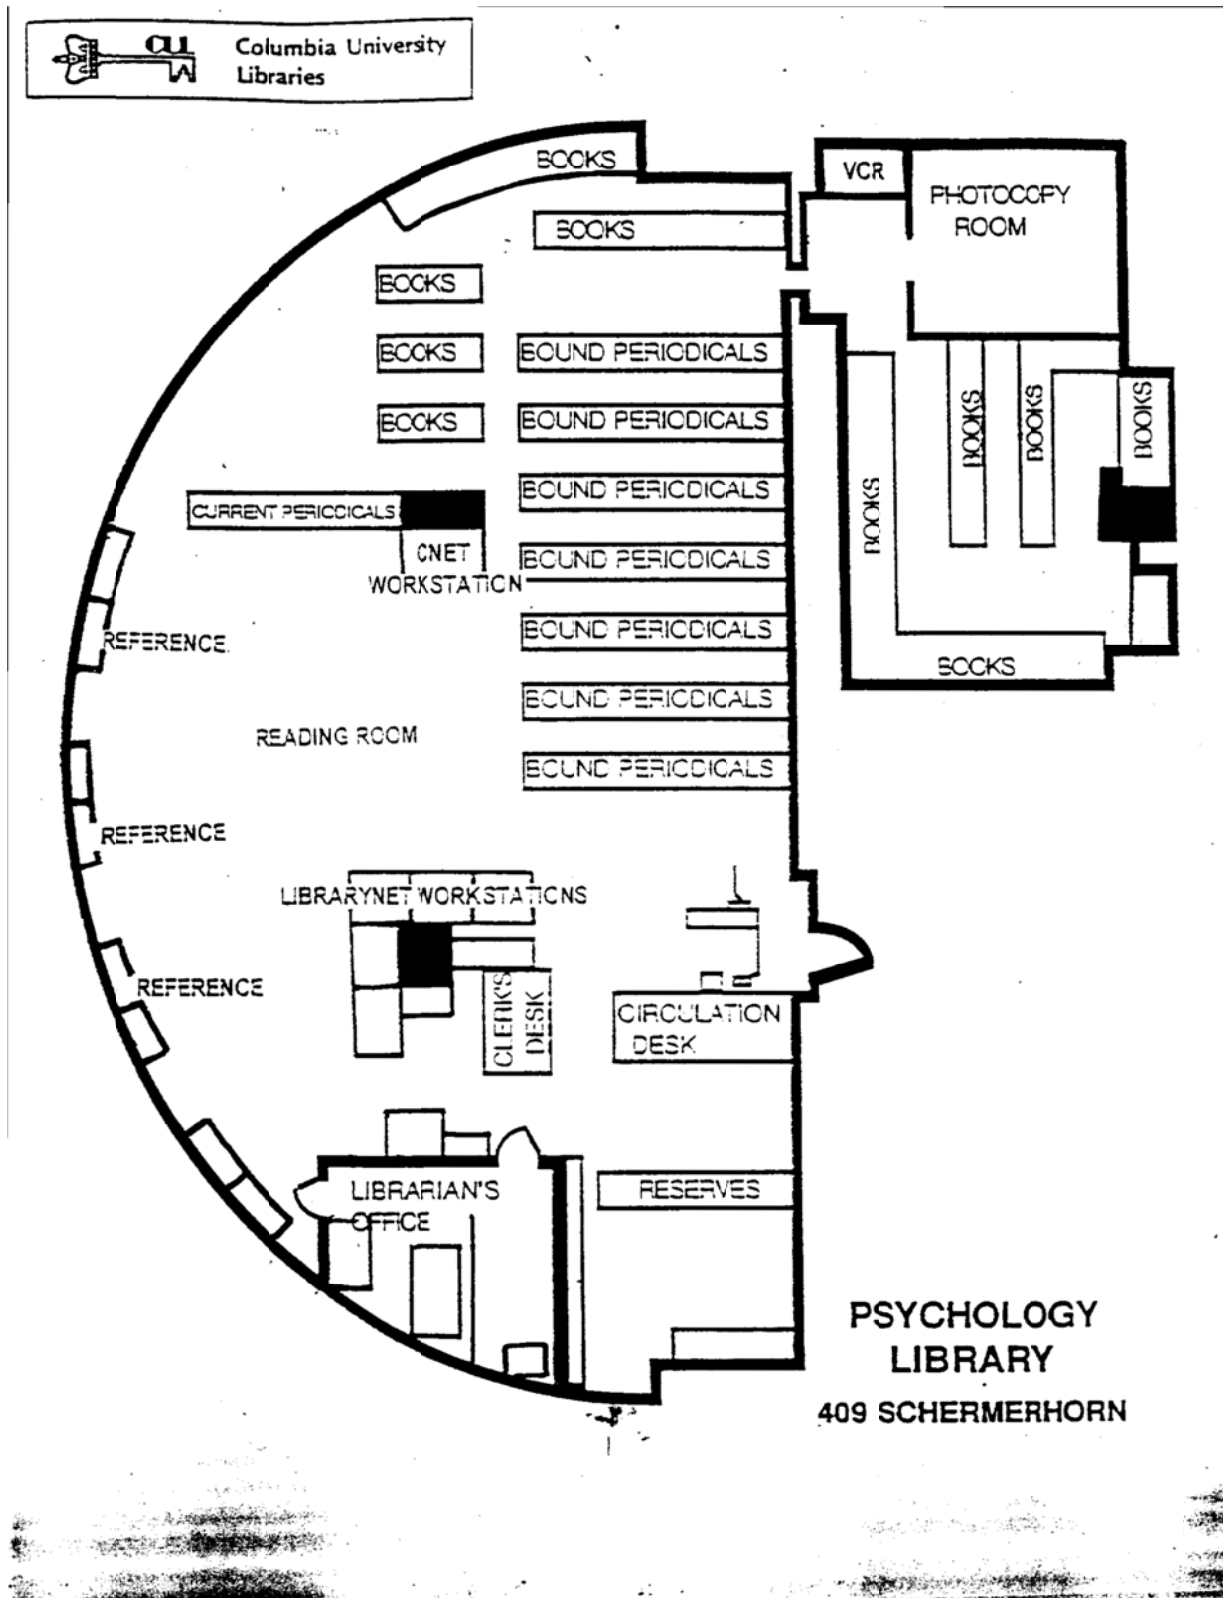 CUL
Columbia University
Libraries
BOOKS
VCR
PHOTOCOPY
ROOM
BOOKS
BOOKS
BOOKS
BOUND PERIODICALS
BOOKS
BOUND PERIODICALS
BOOKS
BOOKS
BOOKS
BOOKS
BOUND PERIODICALS
CURRENT PERIODICALS
BOUND PERIODICALS
CNET
WORKSTATION
BOUND PERIODICALS
REFERENCE
BOOKS
BOUND PERIODICALS
READING ROOM
BOUND PERIODICALS
REFERENCE
LIBRARYNET WORKSTATIONS
REFERENCE
CLERK'S
DESK
CIRCULATION
DESK
LIBRARIAN'S
OFFICE
RESERVES
PSYCHOLOGY
LIBRARY
409 SCHERMERHORN